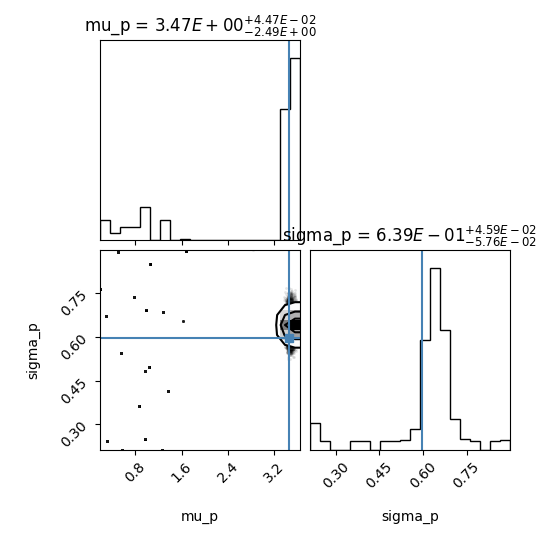 mu_p = 3.47E+00+4.47E−02 −2.49E+00
sigma_p = 6.39E−01+4.59E−02 −5.76E−02
sigma_p
0.75
0.60
0.45
0.30
0.8 1.6 2.4 3.2
0.30 0.45 0.60 0.75
mu_p sigma_p